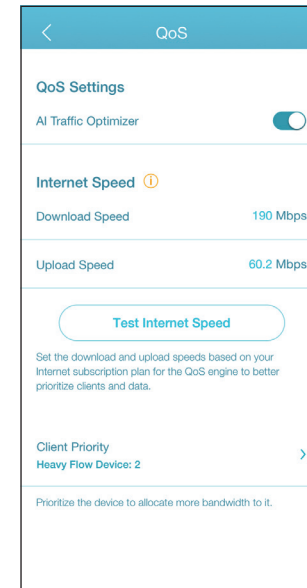 QoS
QoS Settings
AI Traffic Optimizer
Internet Speed
Download Speed 190 Mbps
Upload Speed 60.2 Mbps
Test Internet Speed
Set the download and upload speeds based on your
Internet subscription plan for the QoS engine to better
prioritize clients and data.
Client Priority
Heavy Flow Device: 2
Prioritize the device to allocate more bandwidth to it.